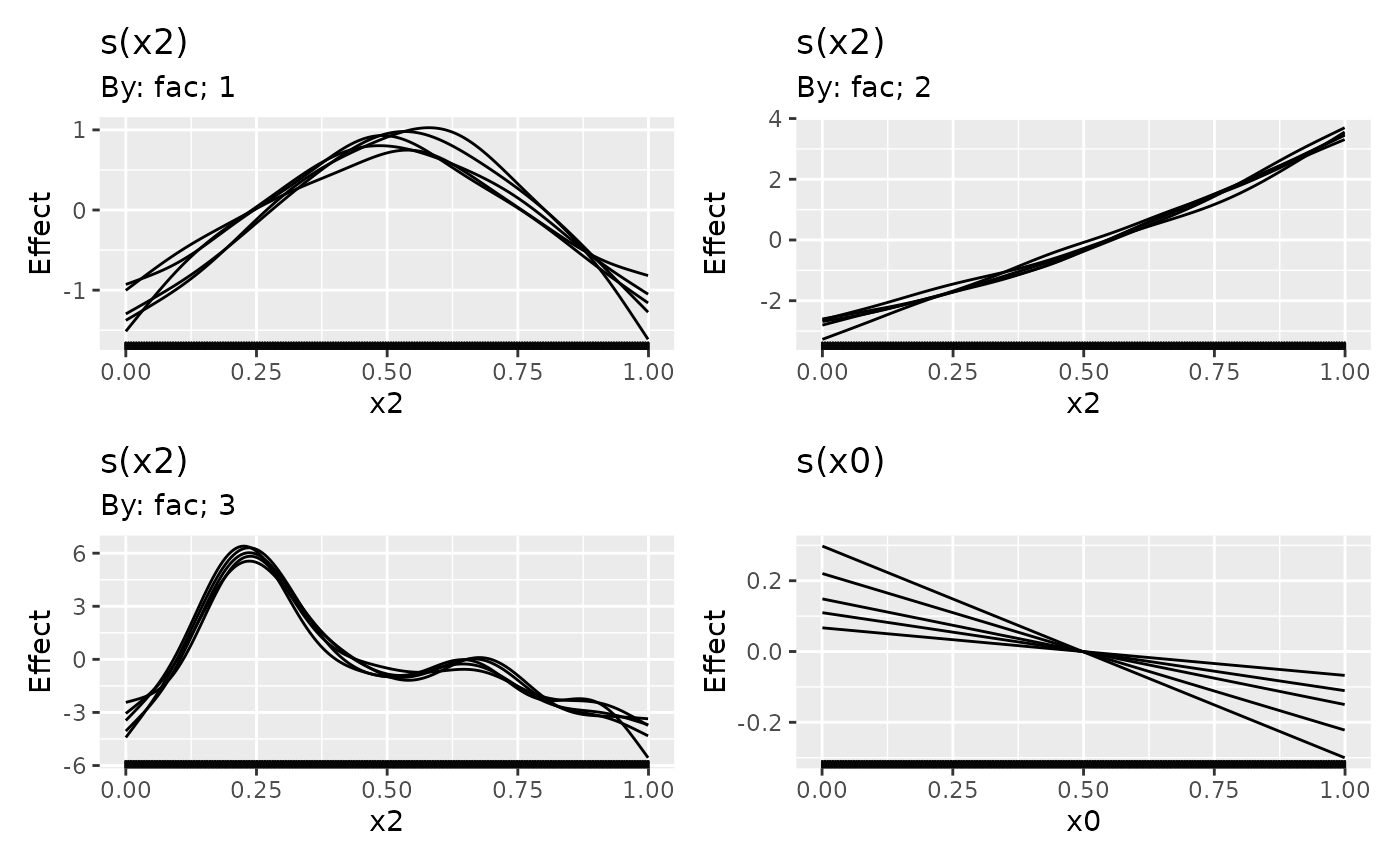 s(x2)
By: fac; 1
Effect
1
0
-1
0.00 0.25 0.50 0.75 1.00
x2
s(x2)
By: fac; 2
Effect
4
2
0
-2
0.00 0.25 0.50 0.75 1.00
x2
s(x2)
By: fac; 3
Effect
6
3
0
-3
-6
0.00 0.25 0.50 0.75 1.00
x2
s(x0)
Effect
0.2
0.0
-0.2
0.00 0.25 0.50 0.75 1.00
x0